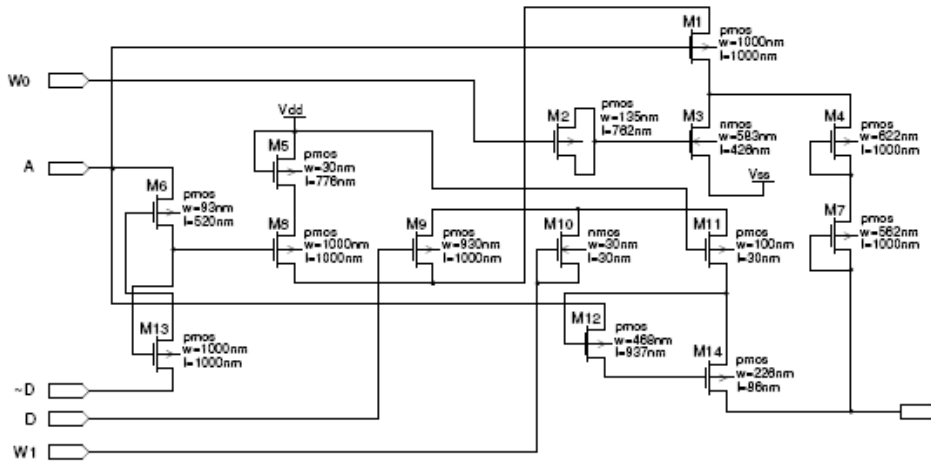 M1
pmos
w=1000nm
l=1000nm
W0
Vdd
M2
pmos
w=135nm
l=762nm
M3
nmos
w=583nm
l=426nm
M4
pmos
w=622nm
l=1000nm
A
M5
pmos
w=30nm
l=776nm
Vss
M6
pmos
w=93nm
l=520nm
M8
pmos
w=1000nm
l=1000nm
M9
pmos
w=930nm
l=1000nm
M10
nmos
w=30nm
l=30nm
M11
pmos
w=100nm
l=30nm
M7
pmos
w=562nm
l=1000nm
M13
pmos
w=1000nm
l=1000nm
M12
pmos
w=468nm
l=937nm
M14
pmos
w=226nm
l=86nm
~D
D
W1